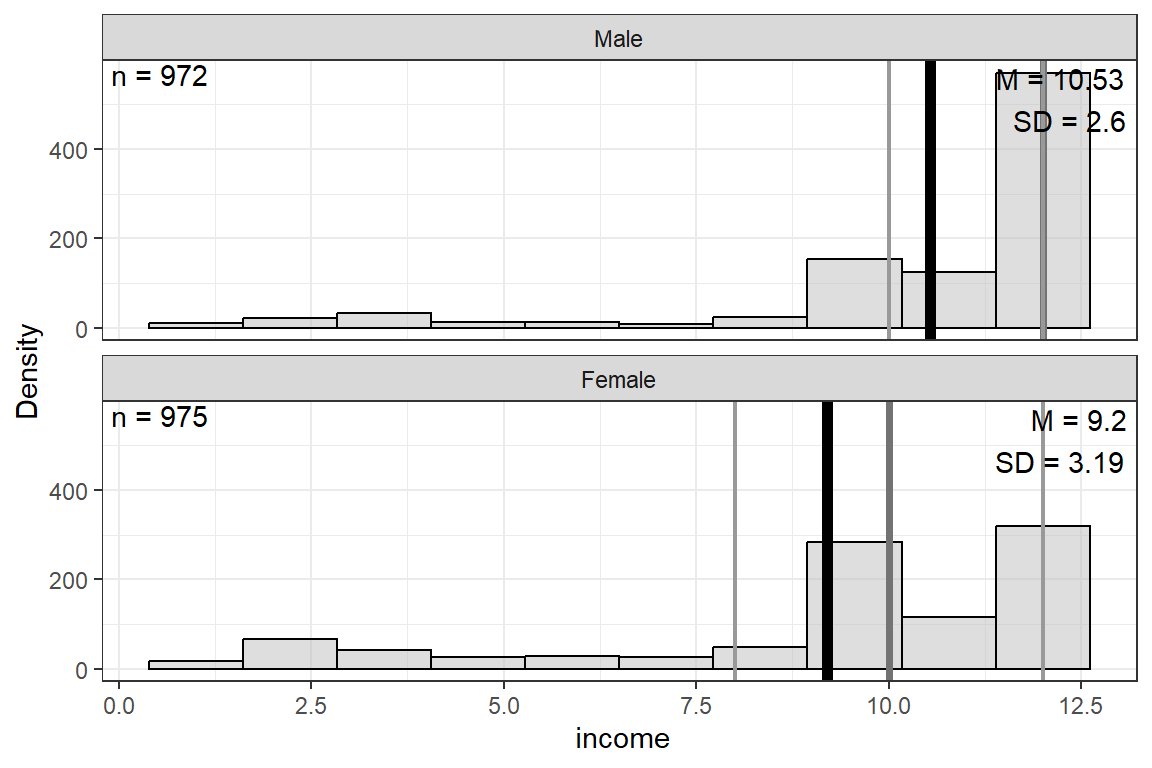 Male
n = 972
M = 10.53
SD = 2.6
400
200
0
Density
Female
n = 975
M = 9.2
SD = 3.19
400
200
0
0.0 2.5 5.0 7.5 10.0 12.5
income